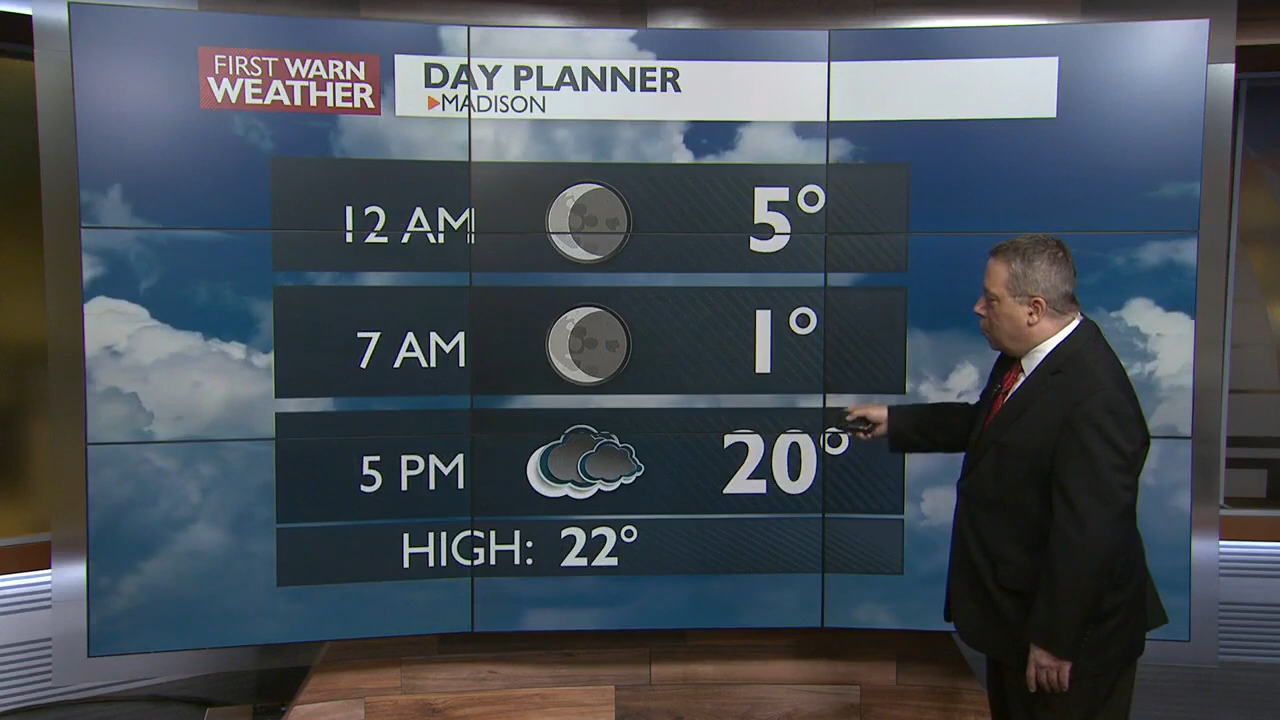 FIRST WARN
WEATHER
DAY PLANNER
MADISON
12 AM
5°
7 AM
1°
5 PM
20°
HIGH: 22°